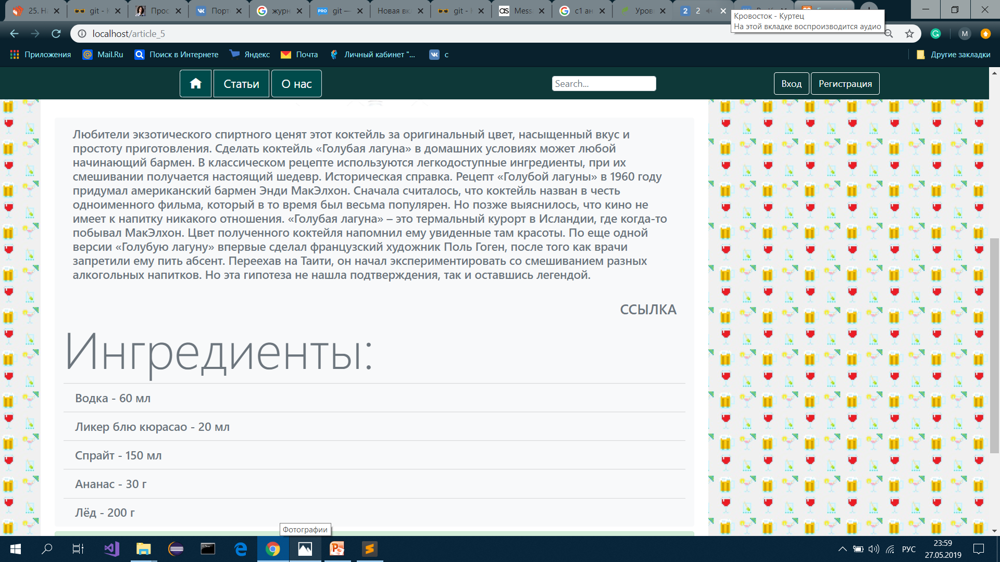 25. На
git - К
Прос
Порт
журн
PRO git —
Новая вкл
git - К
as Messa
с1 ан
Урові
2 2
Кровосток - Куртец
На этой вкладке воспроизводится аудио
localhost/article_5
M
Приложения
Mail.Ru
Поиск в Интернете
Яндекс
Почта
Личный кабинет "...
с
Другие закладки
Статьи
О нас
Search...
Вход
Регистрация
Любители экзотического спиртного ценят этот коктейль за оригинальный цвет, насыщенный вкус и
простоту приготовления. Сделать коктейль «Голубая лагуна» в домашних условиях может любой
начинающий бармен. В классическом рецепте используются легкодоступные ингредиенты, при их
смешивании получается настоящий шедевр. Историческая справка. Рецепт «Голубой лагуны» в 1960 году
придумал американский бармен Энди МакЭлхон. Сначала считалось, что коктейль назван в честь
одноименного фильма, который в то время был весьма популярен. Но позже выяснилось, что кино не
имеет к напитку никакого отношения. «Голубая лагуна» – это термальный курорт в Исландии, где когда-то
побывал МакЭлхон. Цвет полученного коктейля напомнил ему увиденные там красоты. По еще одной
версии «Голубую лагуну» впервые сделал французский художник Поль Гоген, после того как врачи
запретили ему пить абсент. Переехав на Таити, он начал экспериментировать со смешиванием разных
алкогольных напитков. Но эта гипотеза не нашла подтверждения, так и оставшись легендой.
ССЫЛКА
Ингредиенты:
Водка - 60 мл
Ликер блю кюрасао - 20 мл
Спрайт - 150 мл
Ананас - 30 г
Лёд - 200 г
Фотографии
РУС
23:59
27.05.2019